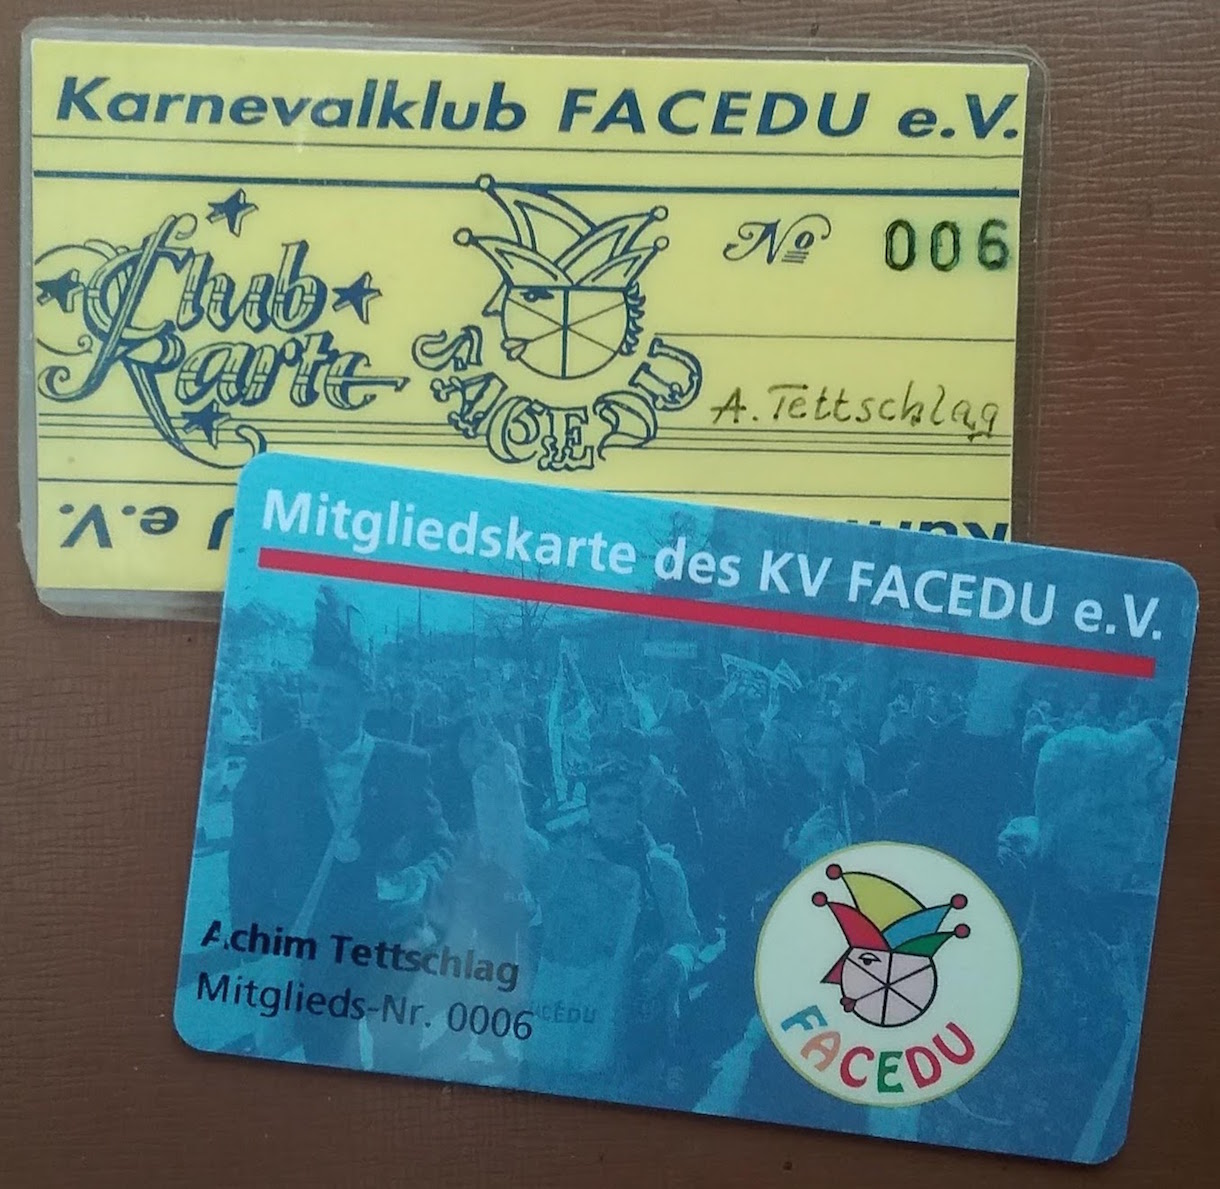 Karnevalklub FACEDU e.V.
Club
Karte
FACEDU
No 006
A. Tettschlag
U e.V.
Mitgliedskarte des KV FACEDU e.V.
Achim Tettschlag
Mitglieds-Nr. 0006
FACEDU